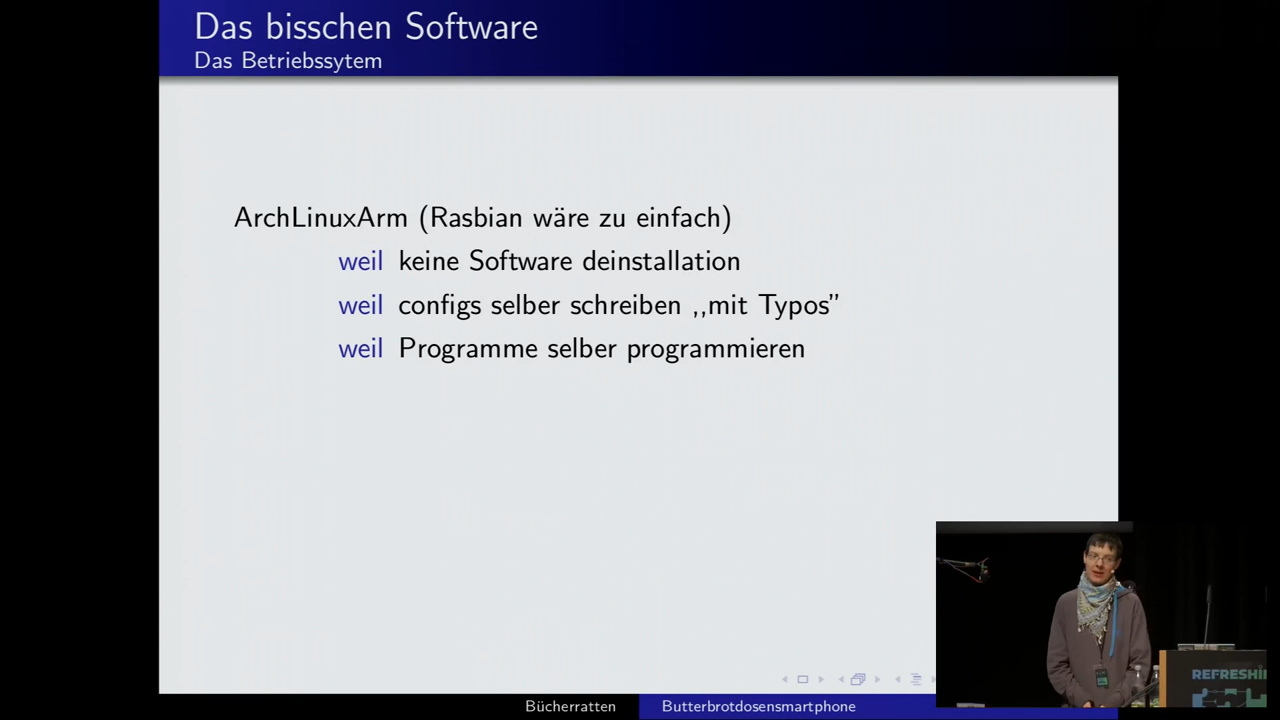 Das bisschen Software
Das Betriebssytem
ArchLinuxArm (Rasbian wäre zu einfach)
weil keine Software deinstallation
weil configs selber schreiben ,,mit Typos”
weil Programme selber programmieren
Bücherratten
Butterbrotdosensmartphone